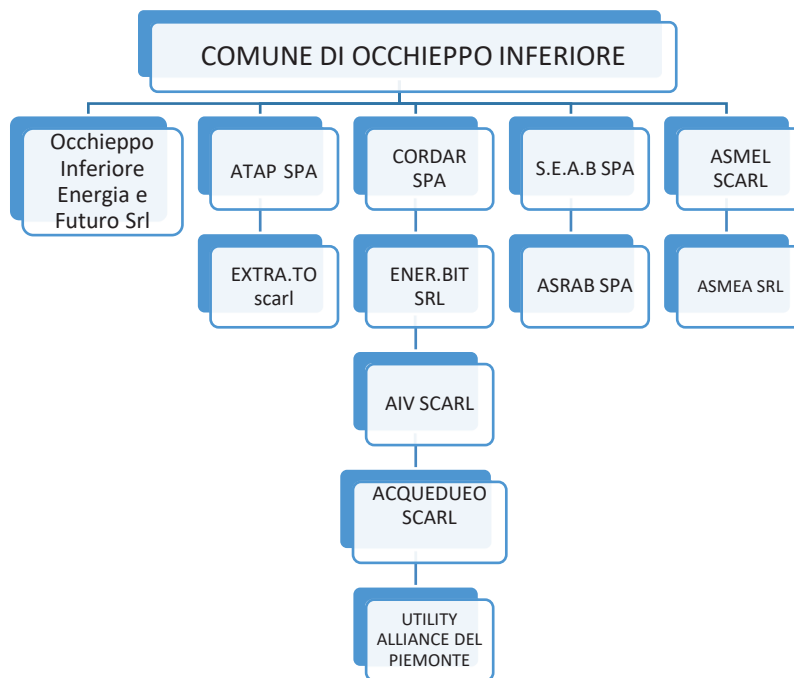 COMUNE DI OCCHIEPPO INFERIORE
Occhieppo
Inferiore
Energia e
Futuro Srl
ATAP SPA
CORDAR
SPA
S.E.A.B SPA
ASMEL
SCARL
EXTRA.TO
scarl
ENER.BIT
SRL
ASRAB SPA
ASMEA SRL
AIV SCARL
ACQUEDUEO
SCARL
UTILITY
ALLIANCE DEL
PIEMONTE